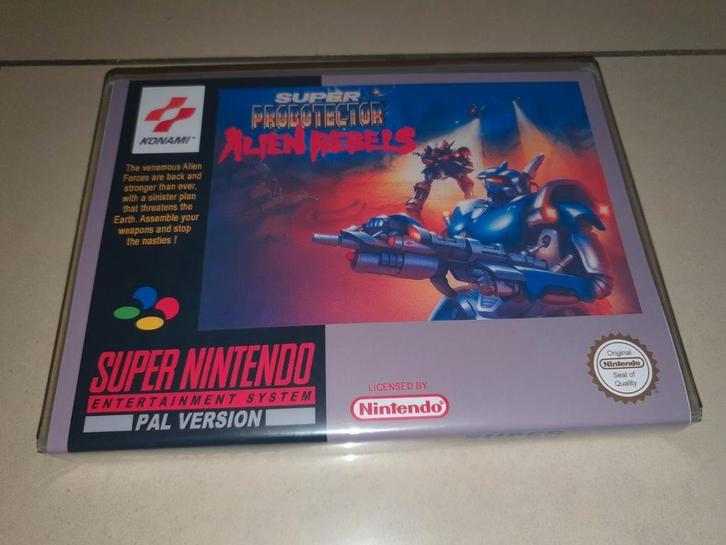 KONAMI
SUPER
PROBOTECTOR
ALIEN REBELS
The venemous Alien
Forces are back and
stronger than ever,
with a sinister plan
that threatens the
Earth. Assemble your
weapons and stop
the nasties !
SUPER NINTENDO
ENTERTAINMENT SYSTEM
PAL VERSION
LICENSED BY
Nintendo
Original
Nintendo
Seal of
Quality
SUPER